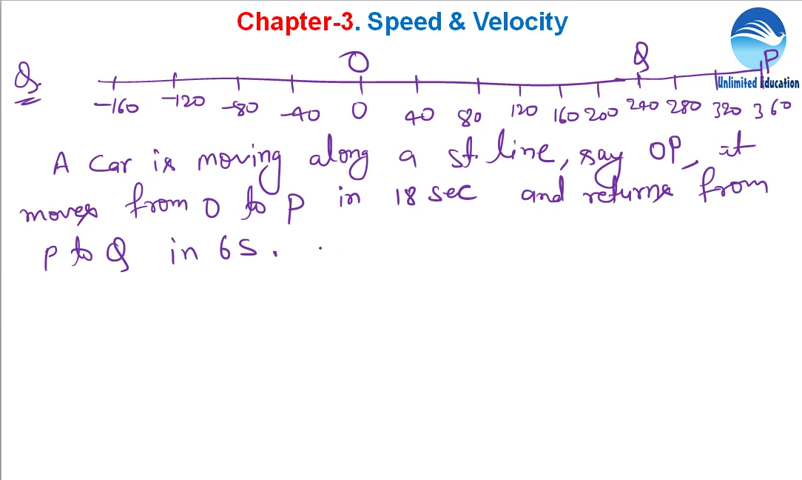 Chapter-3. Speed & Velocity
Q.
O
Q
P
Unlimited Education
-160 -120 -80 -40 0 40 80 120 160 200 240 280 320 360
A car is moving along a st. line, say OP, it
moves from O to P in 18 sec and returns from
P to Q in 6s.